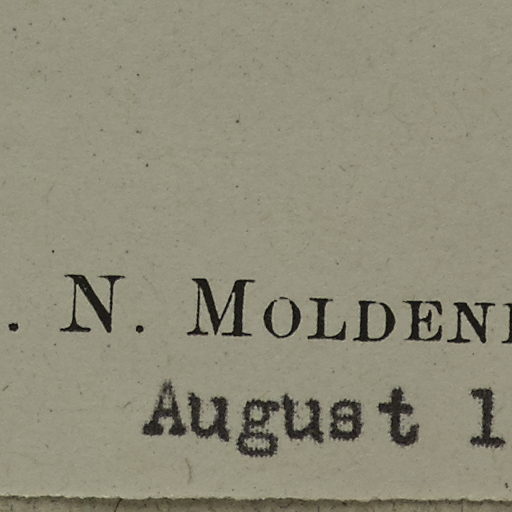 . N. MOLDEN
August 1